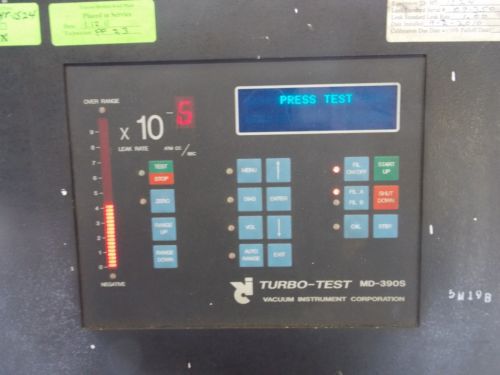 Placed in Service
OVER RANGE
x 10 -5
LEAK RATE ATM CC/SEC
PRESS TEST
9
8
7
6
5
4
3
2
1
0
NEGATIVE
TEST
STOP
ZERO
RANGE UP
RANGE DOWN
MENU
DIAG
ENTER
VOL
AUTO RANGE
EXIT
FIL ON/OFF
START UP
FIL A
FIL B
SHUT DOWN
CAL
STBY
TURBO-TEST MD-390S
VACUUM INSTRUMENT CORPORATION
5M19B